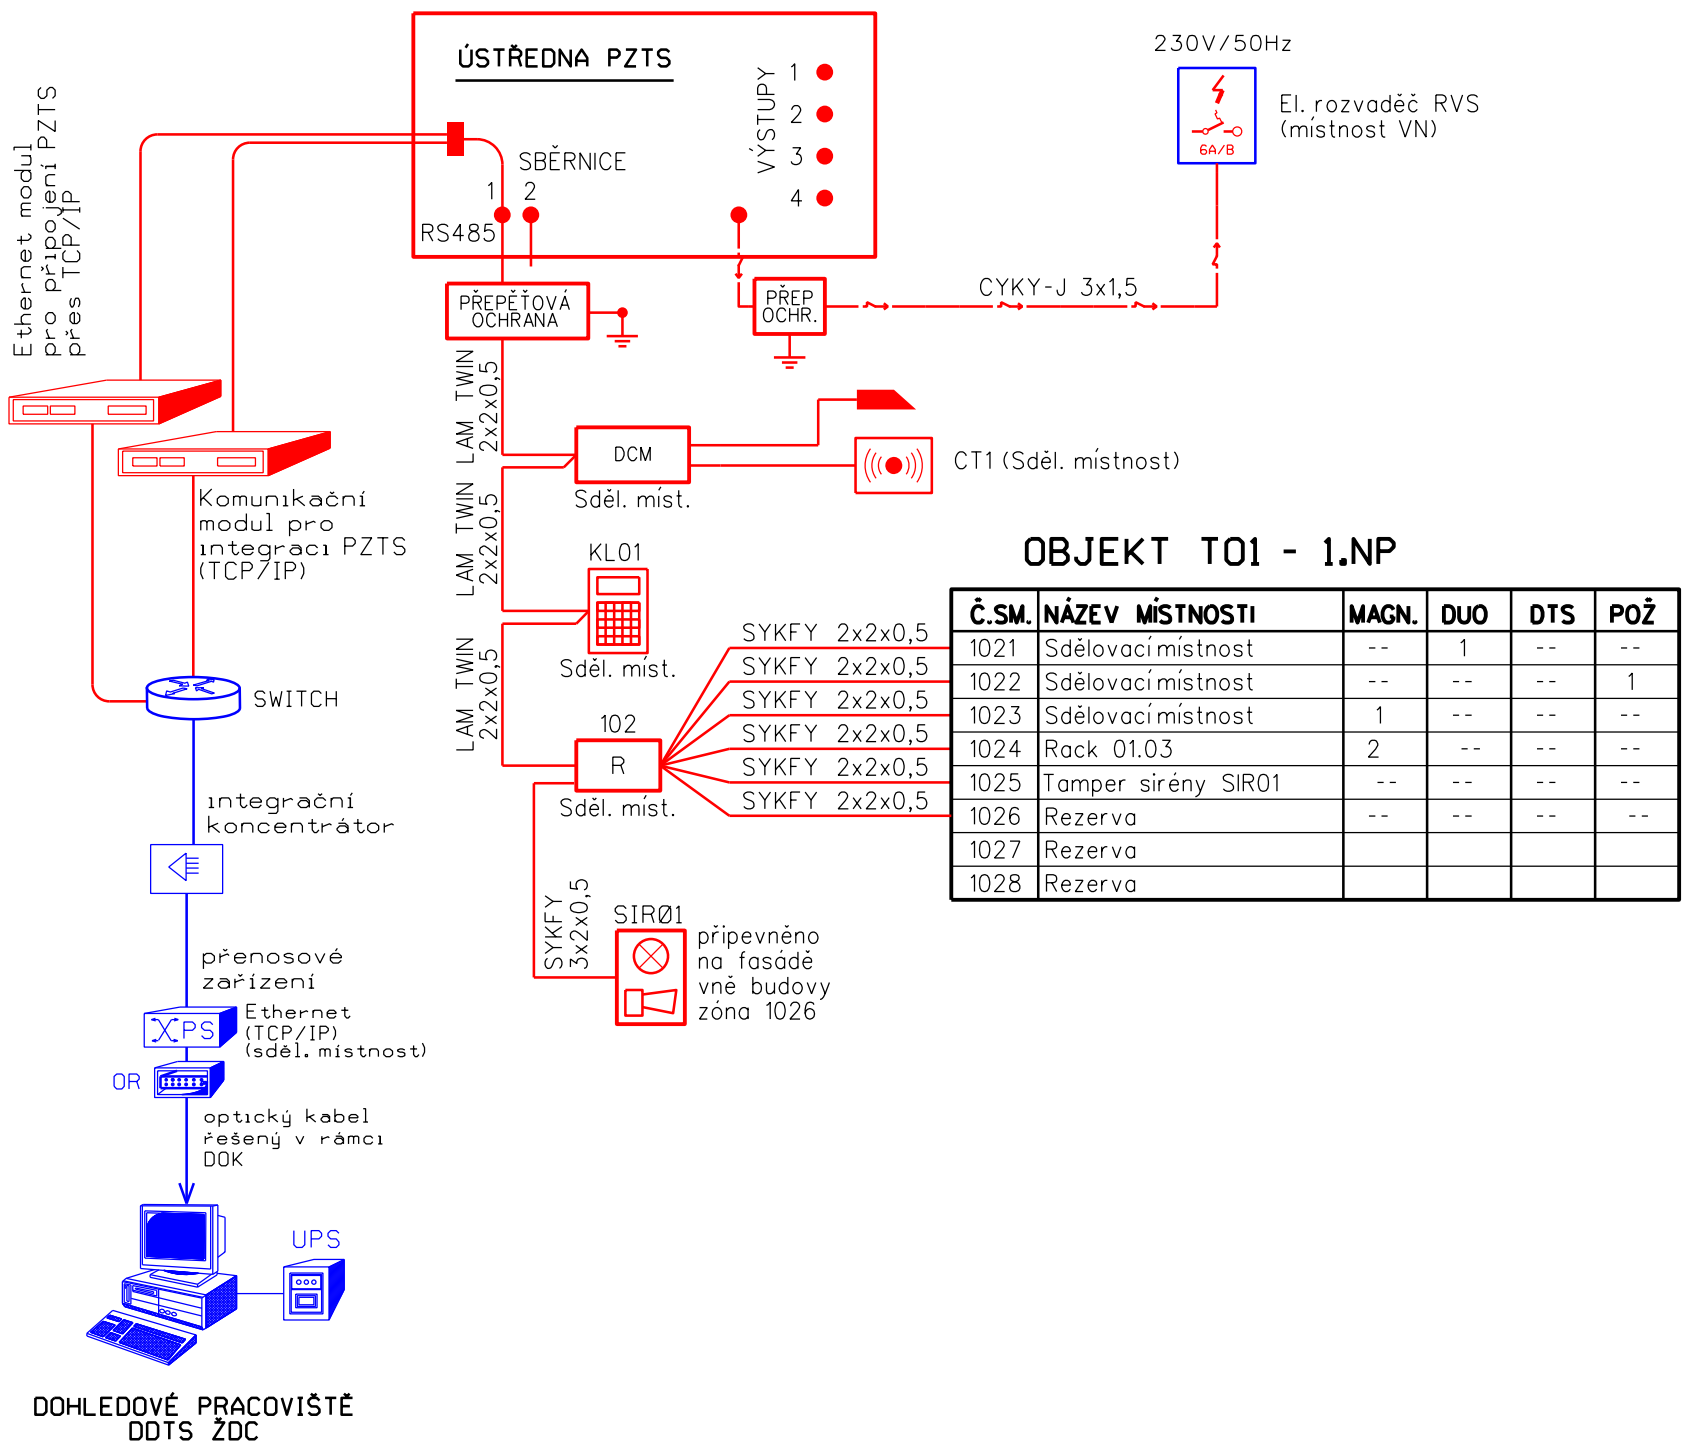 ÚSTŘEDNA PZTS
VÝSTUPY
1
2
3
4
SBĚRNICE
1 2
RS485
230V/50Hz
6A/B
El. rozvaděč RVS
(místnost VN)
Ethernet modul
pro připojení PZTS
přes TCP/IP
PŘEPĚŤOVÁ
OCHRANA
PŘEP
OCHR.
CYKY-J 3x1,5
LAM TWIN
2x2x0,5
DCM
Sděl. míst.
CT1 (Sděl. místnost)
Komunikační
modul pro
integraci PZTS
(TCP/IP)
LAM TWIN
2x2x0,5
KL01
Sděl. míst.
LAM TWIN
2x2x0,5
102
R
Sděl. míst.
SYKFY 2x2x0,5
SYKFY 2x2x0,5
SYKFY 2x2x0,5
SYKFY 2x2x0,5
SYKFY 2x2x0,5
SYKFY 2x2x0,5
OBJEKT T01 - 1.NP
Č.SM. NÁZEV MÍSTNOSTI MAGN. DUO DTS POŽ
1021 Sdělovací místnost -- 1 -- --
1022 Sdělovací místnost -- -- -- 1
1023 Sdělovací místnost 1 -- -- --
1024 Rack 01.03 2 -- -- --
1025 Tamper sirény SIR01 -- -- -- --
1026 Rezerva -- -- -- --
1027 Rezerva
1028 Rezerva
SYKFY
3x2x0,5
SIRØ1
připevněno
na fasádě
vně budovy
zóna 1026
SWITCH
integrační
koncentrátor
přenosové
zařízení
XPS
Ethernet
(TCP/IP)
(sděl. místnost)
OR
optický kabel
řešený v rámci
DOK
UPS
DOHLEDOVÉ PRACOVIŠTĚ
DDTS ŽDC